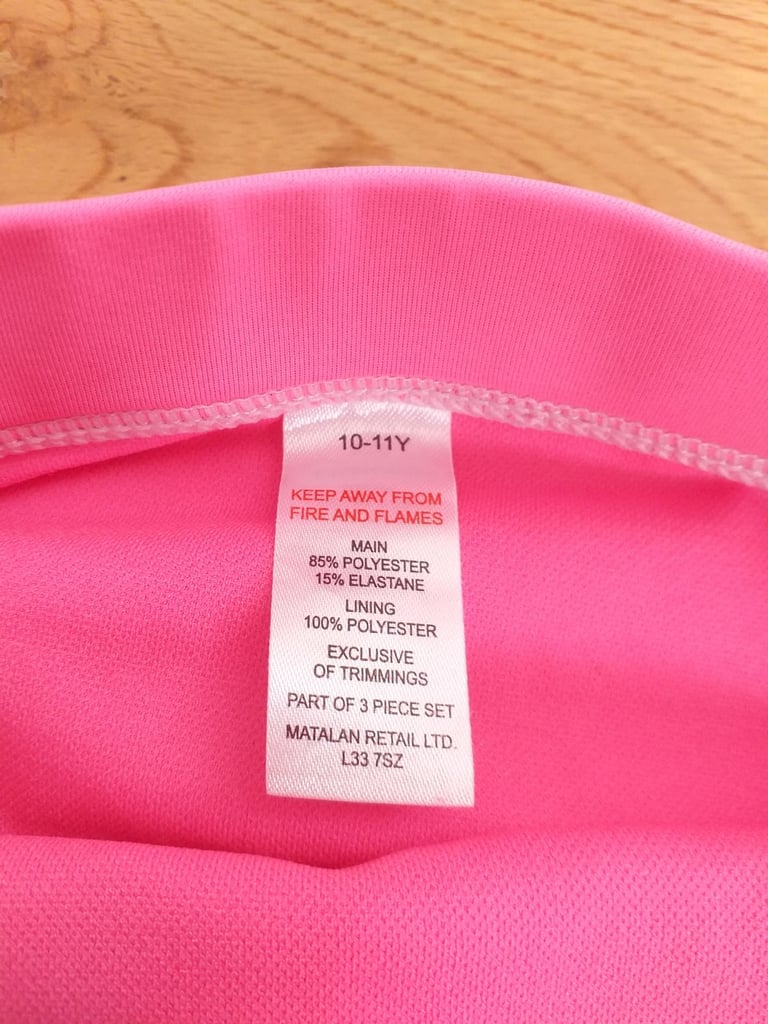 10-11Y
KEEP AWAY FROM
FIRE AND FLAMES
MAIN
85% POLYESTER
15% ELASTANE
LINING
100% POLYESTER
EXCLUSIVE
OF TRIMMINGS
PART OF 3 PIECE SET
MATALAN RETAIL LTD.
L33 7SZ